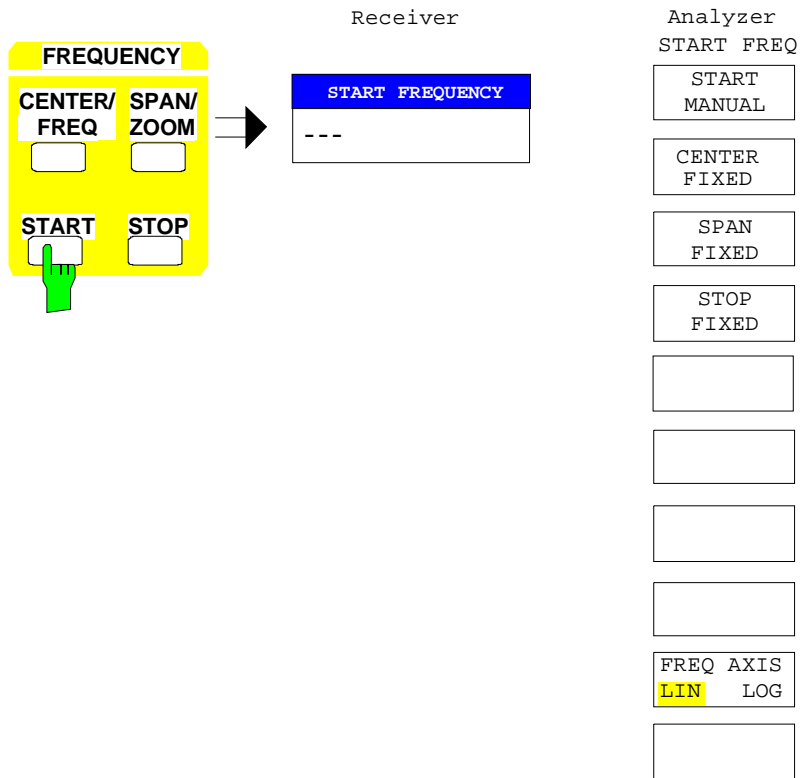 Receiver
Analyzer
START FREQ
FREQUENCY
CENTER/
FREQ
SPAN/
ZOOM
START
STOP
START FREQUENCY
---
START
MANUAL
CENTER
FIXED
SPAN
FIXED
STOP
FIXED
FREQ AXIS
LIN LOG